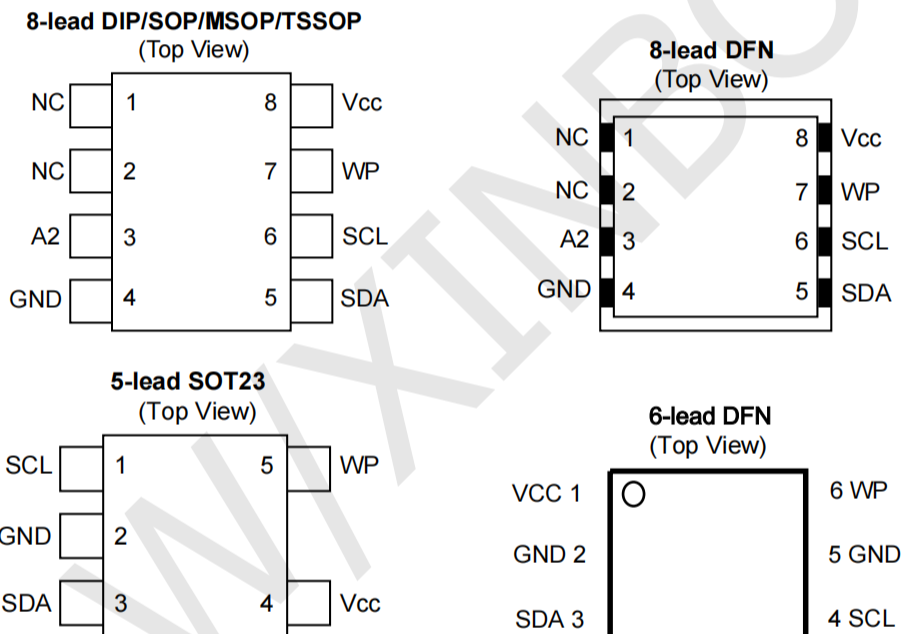 8-lead DIP/SOP/MSOP/TSSOP
(Top View)
NC 1 8 Vcc
NC 2 7 WP
A2 3 6 SCL
GND 4 5 SDA
8-lead DFN
(Top View)
NC 1 8 Vcc
NC 2 7 WP
A2 3 6 SCL
GND 4 5 SDA
5-lead SOT23
(Top View)
SCL 1 5 WP
GND 2
SDA 3 4 Vcc
6-lead DFN
(Top View)
VCC 1 6 WP
GND 2 5 GND
SDA 3 4 SCL